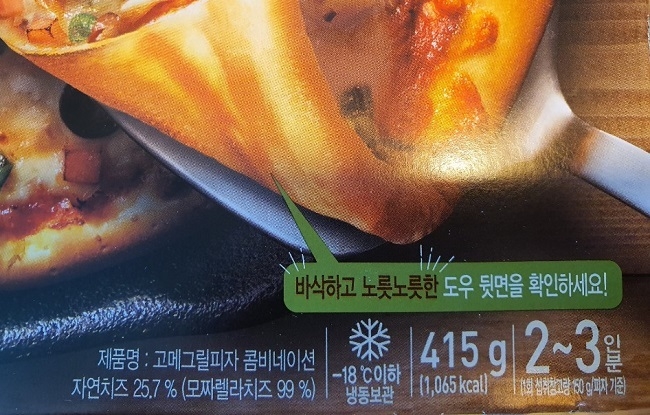 바삭하고 노릇노릇한 도우 뒷면을 확인하세요!
제품명 : 고메그릴피자 콤비네이션
자연치즈 25.7 % (모짜렐라치즈 99 %)
-18 ℃이하
냉동보관
415 g
(1,065 kcal)
2~3인분
(1회 섭취참고량 150 g/피자 기준)